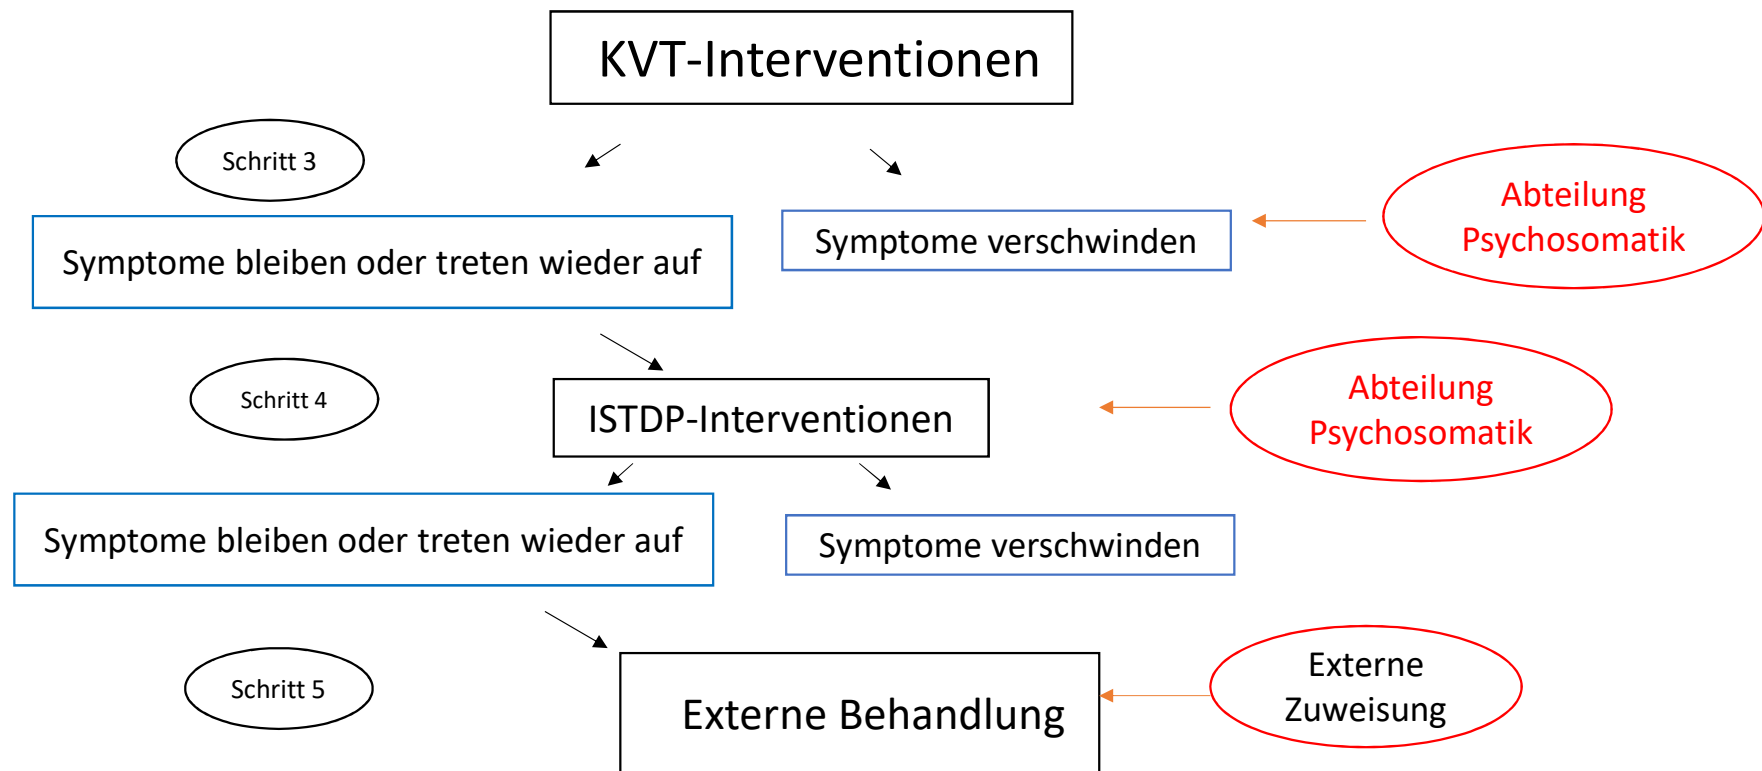 KVT-Interventionen
Schritt 3
Symptome bleiben oder treten wieder auf
Symptome verschwinden
Abteilung
Psychosomatik
Schritt 4
ISTDP-Interventionen
Abteilung
Psychosomatik
Symptome bleiben oder treten wieder auf
Symptome verschwinden
Schritt 5
Externe Behandlung
Externe
Zuweisung